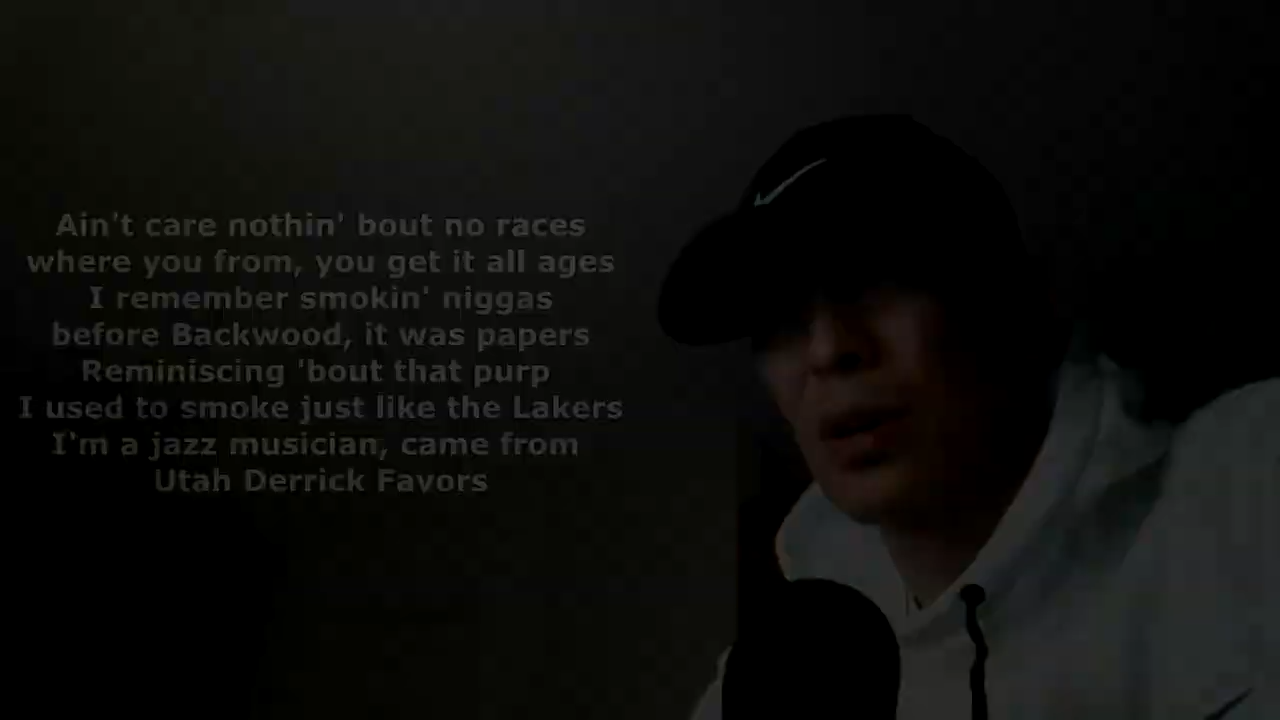 Ain't care nothin' bout no races
where you from, you get it all ages
I remember smokin' niggas
before Backwood, it was papers
Reminiscing 'bout that purp
I used to smoke just like the Lakers
I'm a jazz musician, came from
Utah Derrick Favors